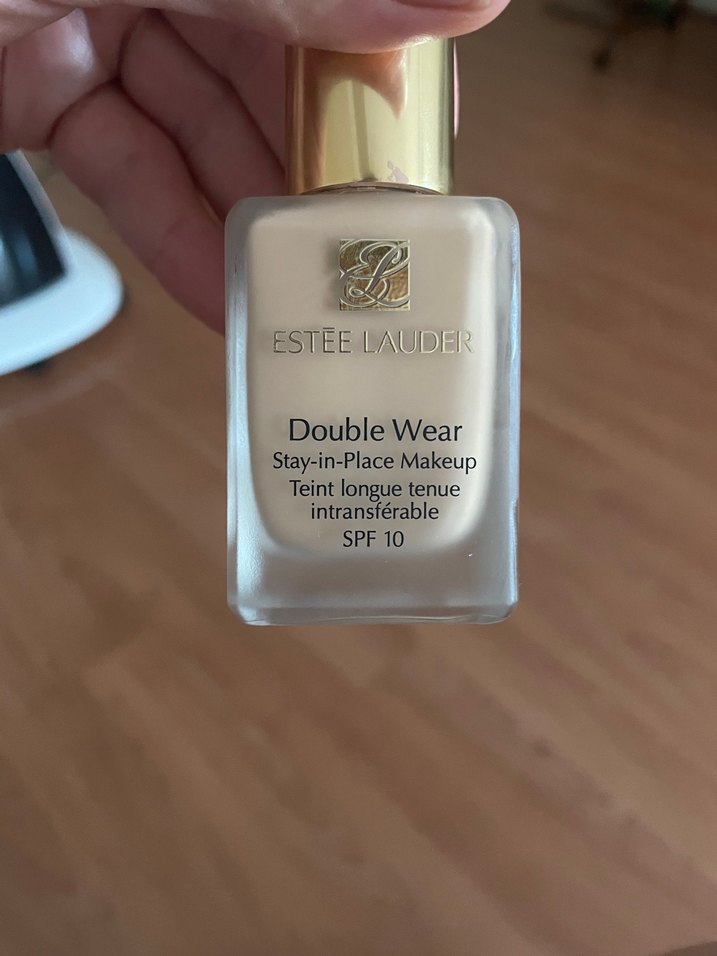 ESTĒE LAUDER
Double Wear
Stay-in-Place Makeup
Teint longue tenue
intransférable
SPF 10